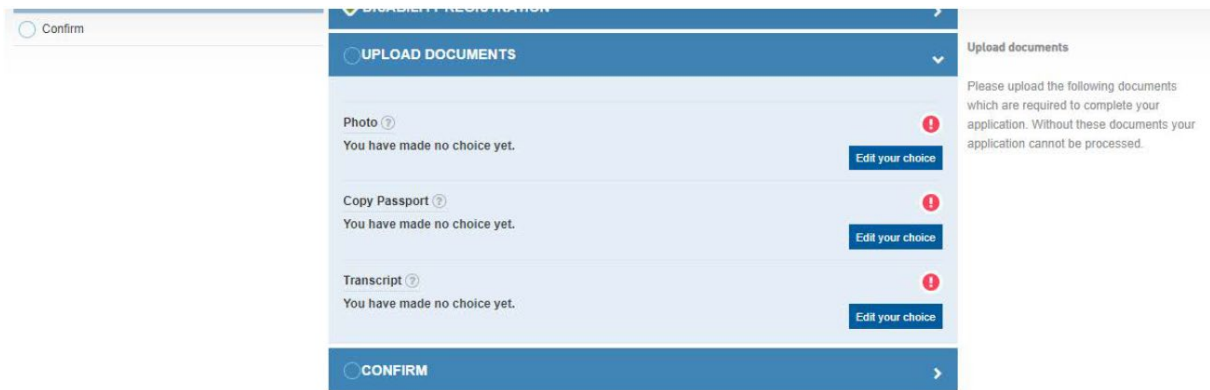 Confirm
DISABILITY REGISTRATION
UPLOAD DOCUMENTS
Photo ?
You have made no choice yet.
Edit your choice
Copy Passport ?
You have made no choice yet.
Edit your choice
Transcript ?
You have made no choice yet.
Edit your choice
CONFIRM
Upload documents
Please upload the following documents
which are required to complete your
application. Without these documents your
application cannot be processed.